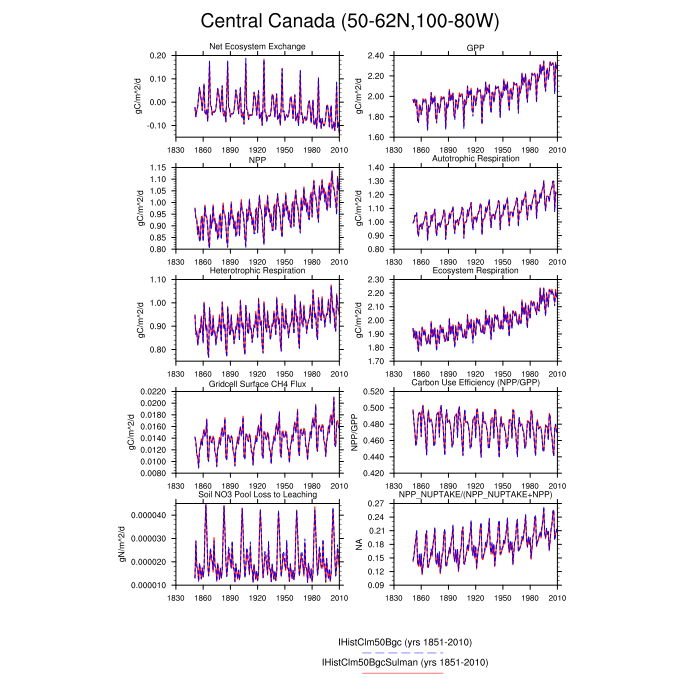 Central Canada (50-62N,100-80W)
Net Ecosystem Exchange
GPP
gC/m^2/d
0.20
0.10
0.00
-0.10
1830 1860 1890 1920 1950 1980 2010
gC/m^2/d
2.40
2.20
2.00
1.80
1.60
1830 1860 1890 1920 1950 1980 2010
NPP
Autotrophic Respiration
gC/m^2/d
1.15
1.10
1.05
1.00
0.95
0.90
0.85
0.80
1830 1860 1890 1920 1950 1980 2010
gC/m^2/d
1.40
1.30
1.20
1.10
1.00
0.90
0.80
1830 1860 1890 1920 1950 1980 2010
Heterotrophic Respiration
Ecosystem Respiration
gC/m^2/d
1.10
1.00
0.90
0.80
1830 1860 1890 1920 1950 1980 2010
gC/m^2/d
2.30
2.20
2.10
2.00
1.90
1.80
1.70
1830 1860 1890 1920 1950 1980 2010
Gridcell Surface CH4 Flux
Carbon Use Efficiency (NPP/GPP)
gC/m^2/d
0.0220
0.0200
0.0180
0.0160
0.0140
0.0120
0.0100
0.0080
1830 1860 1890 1920 1950 1980 2010
NPP/GPP
0.520
0.500
0.480
0.460
0.440
0.420
1830 1860 1890 1920 1950 1980 2010
Soil NO3 Pool Loss to Leaching
NPP_NUPTAKE/(NPP_NUPTAKE+NPP)
gN/m^2/d
0.000040
0.000030
0.000020
0.000010
1830 1860 1890 1920 1950 1980 2010
NA
0.27
0.24
0.21
0.18
0.15
0.12
0.09
1830 1860 1890 1920 1950 1980 2010
IHistClm50Bgc (yrs 1851-2010)
IHistClm50BgcSulman (yrs 1851-2010)